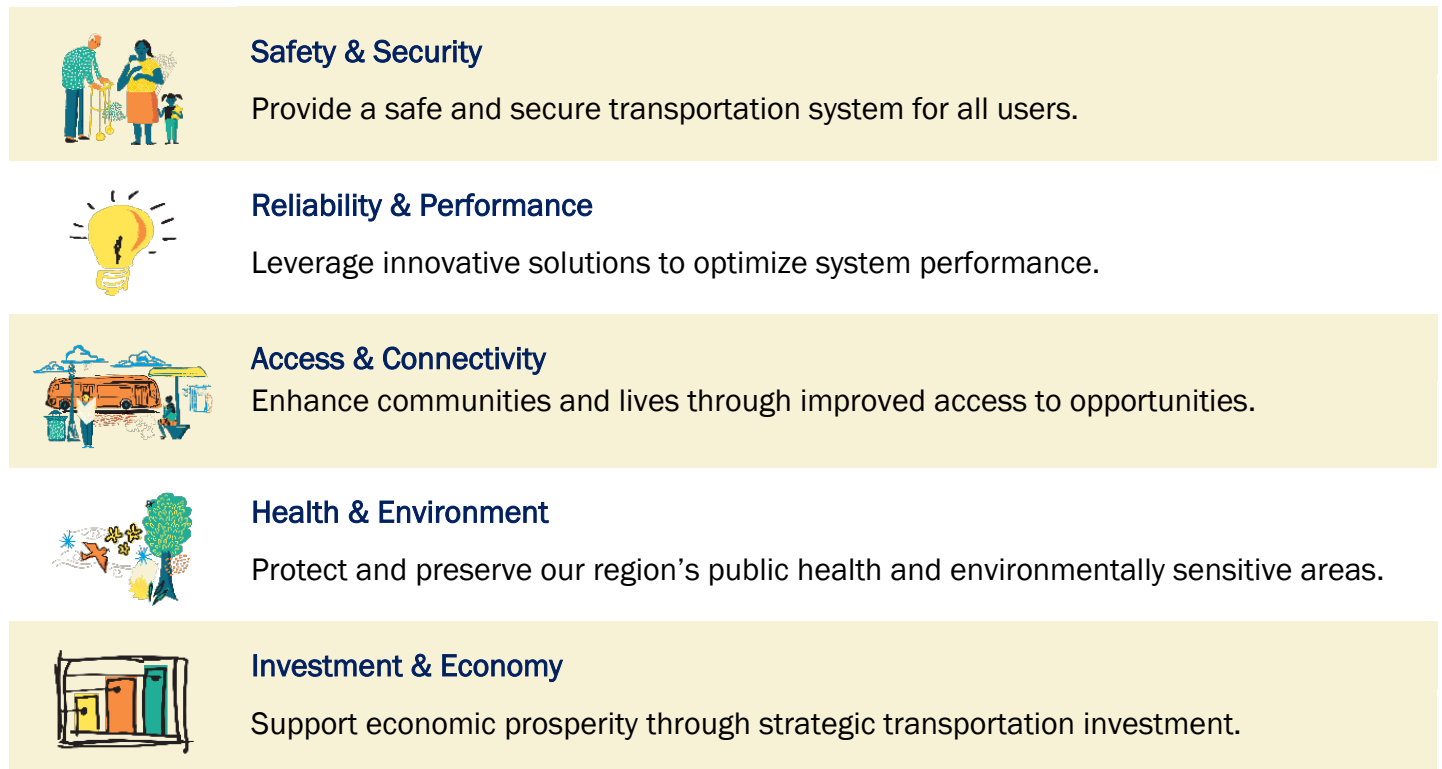 Safety & Security
Provide a safe and secure transportation system for all users.
Reliability & Performance
Leverage innovative solutions to optimize system performance.
Access & Connectivity
Enhance communities and lives through improved access to opportunities.
Health & Environment
Protect and preserve our region’s public health and environmentally sensitive areas.
Investment & Economy
Support economic prosperity through strategic transportation investment.